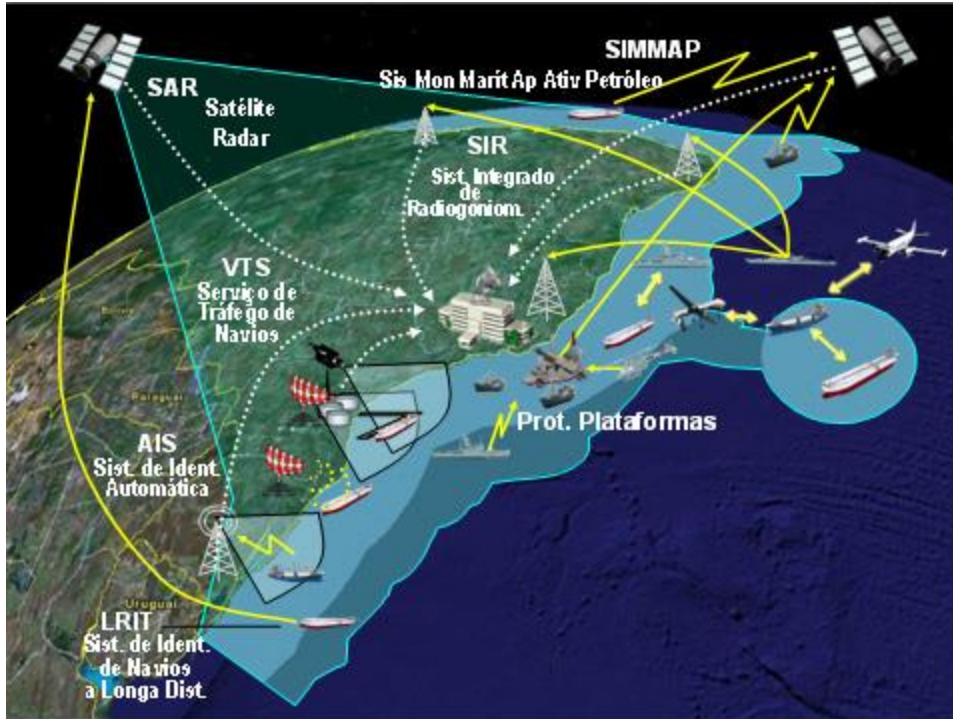 SIMMAP
Sis Mon Marít Ap Ativ Petróleo
SAR
Satélite
Radar
SIR
Sist. Integrado
de
Radiogoniom.
VTS
Serviço de
Tráfego de
Navios
Paraguai
Prot. Plataformas
AIS
Sist. de Ident.
Automática
Uruguai
LRIT
Sist. de Ident.
de Navios
a Longa Dist.